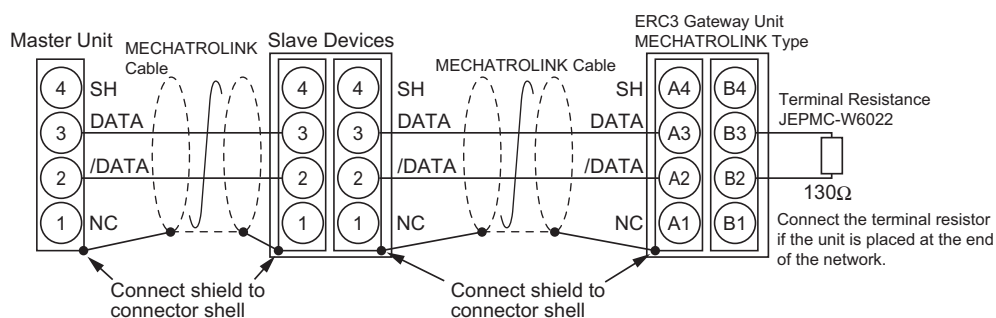 ERC3 Gateway Unit
MECHATROLINK Type
Master Unit
MECHATROLINK
Cable
Slave Devices
MECHATROLINK Cable
4 SH 4 4 SH SH A4 B4
3 DATA 3 3 DATA DATA A3 B3
2 /DATA 2 2 /DATA /DATA A2 B2
1 NC 1 1 NC NC A1 B1
Terminal Resistance
JEPMC-W6022
130Ω
Connect the terminal resistor
if the unit is placed at the end
of the network.
Connect shield to
connector shell
Connect shield to
connector shell